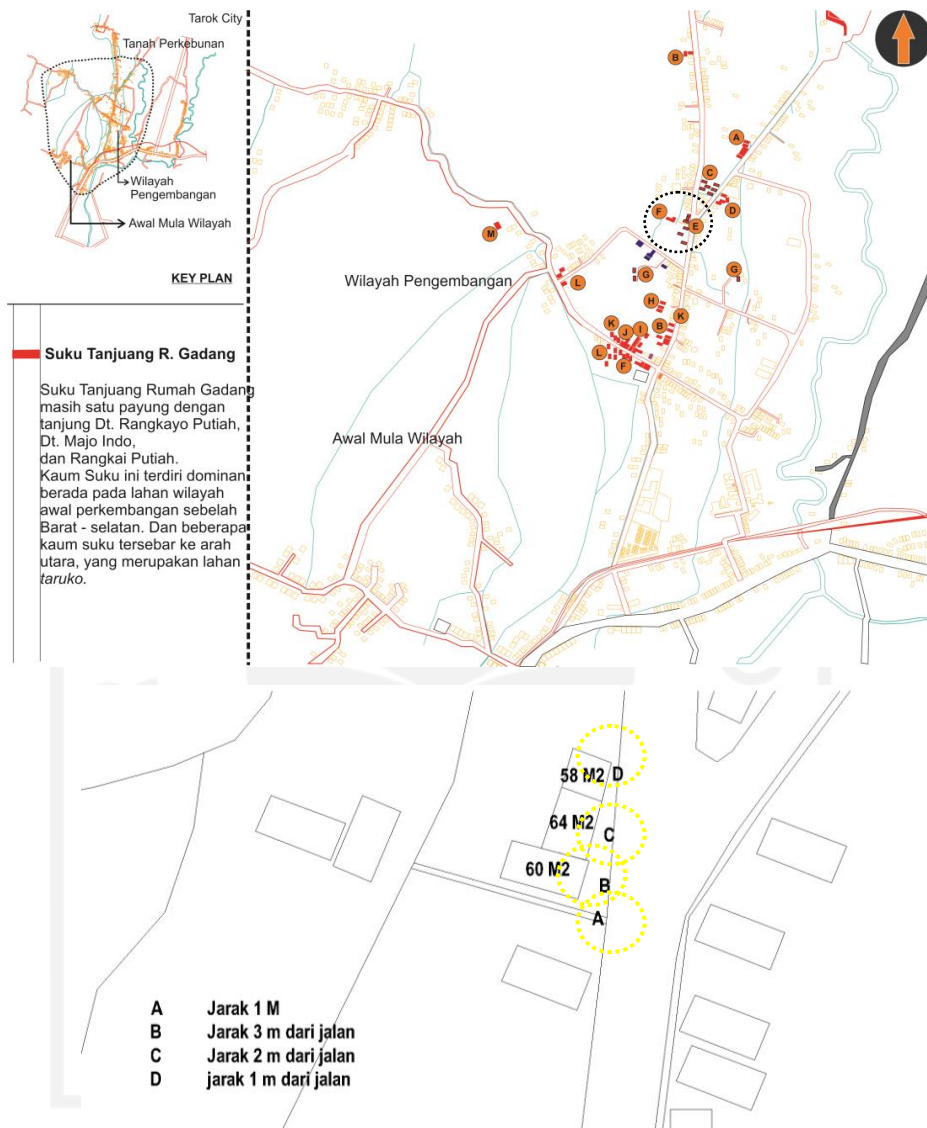 Tarok City
Tanah Perkebunan
Wilayah
Pengembangan
Awal Mula Wilayah
KEY PLAN
Suku Tanjuang R. Gadang
Suku Tanjuang Rumah Gadang
masih satu payung dengan
tanjung Dt. Rangkayo Putiah,
Dt. Majo Indo,
dan Rangkai Putiah.
Kaum Suku ini terdiri dominan
berada pada lahan wilayah
awal perkembangan sebelah
Barat - selatan. Dan beberapa
kaum suku tersebar ke arah
utara, yang merupakan lahan
taruko.
B
A
C
F
D
E
M
Wilayah Pengembangan
L
G
G
H
K
K
J
I
B
L
F
Awal Mula Wilayah
58 M2
D
64 M2
C
60 M2
B
A
A Jarak 1 M
B Jarak 3 m dari jalan
C Jarak 2 m dari jalan
D jarak 1 m dari jalan